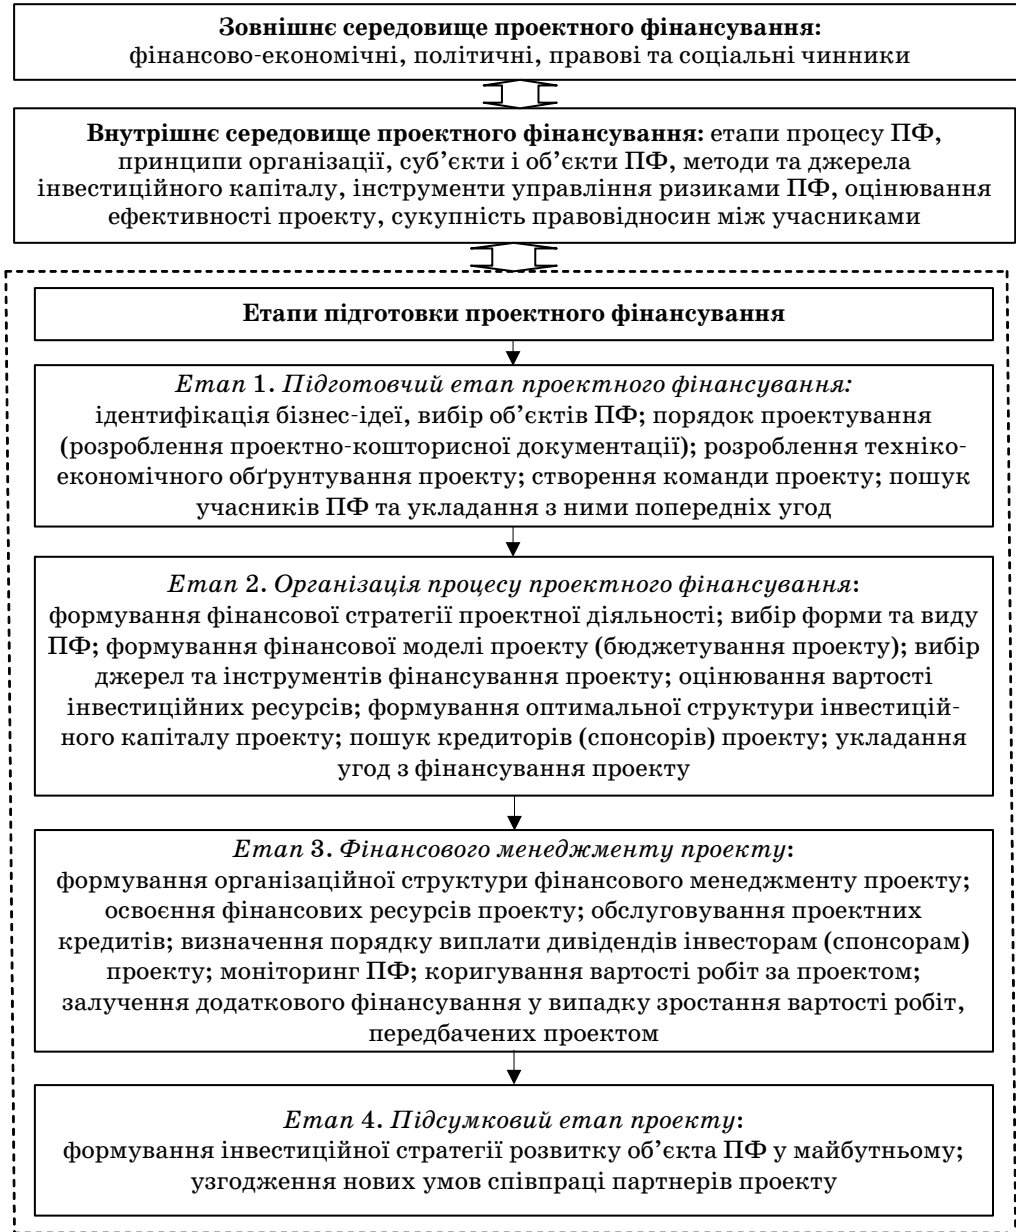 Зовнішнє середовище проектного фінансування:
фінансово-економічні, політичні, правові та соціальні чинники
Внутрішнє середовище проектного фінансування: етапи процесу ПФ,
принципи організації, суб’єкти і об’єкти ПФ, методи та джерела
інвестиційного капіталу, інструменти управління ризиками ПФ, оцінювання
ефективності проекту, сукупність правовідносин між учасниками
Етапи підготовки проектного фінансування
Етап 1. Підготовчий етап проектного фінансування:
ідентифікація бізнес-ідеї, вибір об’єктів ПФ; порядок проектування
(розроблення проектно-кошторисної документації); розроблення техніко-
економічного обґрунтування проекту; створення команди проекту; пошук
учасників ПФ та укладання з ними попередніх угод
Етап 2. Організація процесу проектного фінансування:
формування фінансової стратегії проектної діяльності; вибір форми та виду
ПФ; формування фінансової моделі проекту (бюджетування проекту); вибір
джерел та інструментів фінансування проекту; оцінювання вартості
інвестиційних ресурсів; формування оптимальної структури інвестицій-
ного капіталу проекту; пошук кредиторів (спонсорів) проекту; укладання
угод з фінансування проекту
Етап 3. Фінансового менеджменту проекту:
формування організаційної структури фінансового менеджменту проекту;
освоєння фінансових ресурсів проекту; обслуговування проектних
кредитів; визначення порядку виплати дивідендів інвесторам (спонсорам)
проекту; моніторинг ПФ; коригування вартості робіт за проектом;
залучення додаткового фінансування у випадку зростання вартості робіт,
передбачених проектом
Етап 4. Підсумковий етап проекту:
формування інвестиційної стратегії розвитку об’єкта ПФ у майбутньому;
узгодження нових умов співпраці партнерів проекту